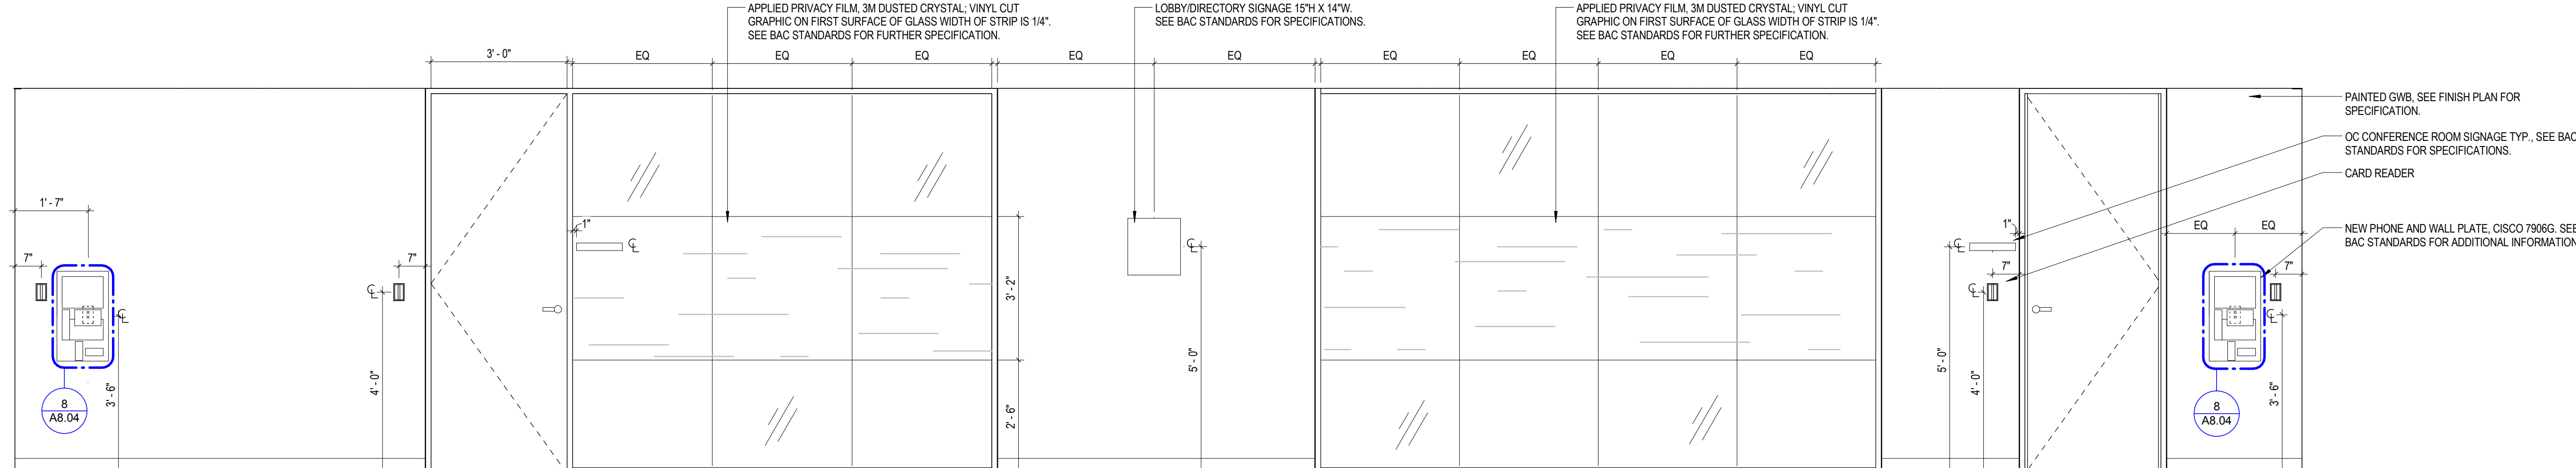 APPLIED PRIVACY FILM, 3M DUSTED CRYSTAL; VINYL CUT
GRAPHIC ON FIRST SURFACE OF GLASS WIDTH OF STRIP IS 1/4".
SEE BAC STANDARDS FOR FURTHER SPECIFICATION.
LOBBY/DIRECTORY SIGNAGE 15"H X 14"W.
SEE BAC STANDARDS FOR SPECIFICATIONS.
APPLIED PRIVACY FILM, 3M DUSTED CRYSTAL; VINYL CUT
GRAPHIC ON FIRST SURFACE OF GLASS WIDTH OF STRIP IS 1/4".
SEE BAC STANDARDS FOR FURTHER SPECIFICATION.
3' - 0"
EQ
EQ
EQ
EQ
EQ
EQ
EQ
EQ
EQ
PAINTED GWB, SEE FINISH PLAN FOR
SPECIFICATION.
OC CONFERENCE ROOM SIGNAGE TYP., SEE BAC
STANDARDS FOR SPECIFICATIONS.
CARD READER
NEW PHONE AND WALL PLATE, CISCO 7906G. SEE
BAC STANDARDS FOR ADDITIONAL INFORMATION
1' - 7"
7"
7"
1"
1"
EQ
EQ
7"
7"
CL
CL
CL
CL
CL
CL
CL
3' - 2"
2' - 6"
5' - 0"
5' - 0"
4' - 0"
4' - 0"
3' - 6"
3' - 6"
8
A8.04
8
A8.04